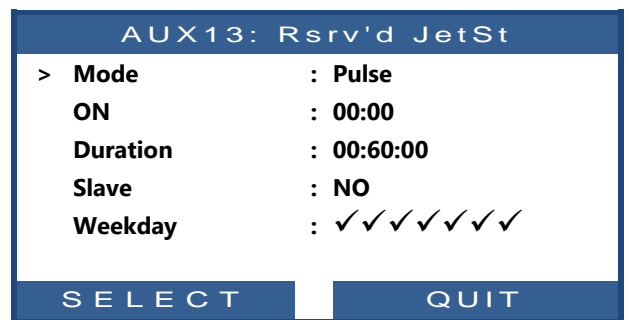 AUX13: Rsrv'd JetSt
> Mode : Pulse
ON : 00:00
Duration : 00:60:00
Slave : NO
Weekday : ✓✓✓✓✓✓✓
SELECT QUIT